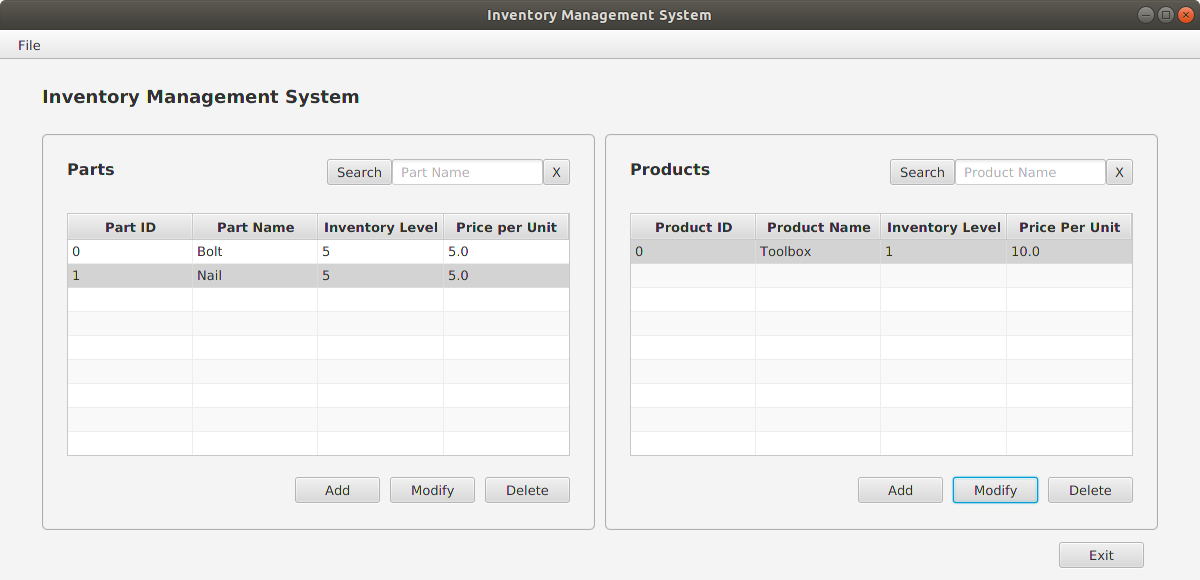 Inventory Management System
File
Inventory Management System
Parts
Search Part Name X
Part ID Part Name Inventory Level Price per Unit
0 Bolt 5 5.0
1 Nail 5 5.0
Add Modify Delete
Products
Search Product Name X
Product ID Product Name Inventory Level Price Per Unit
0 Toolbox 1 10.0
Add Modify Delete
Exit